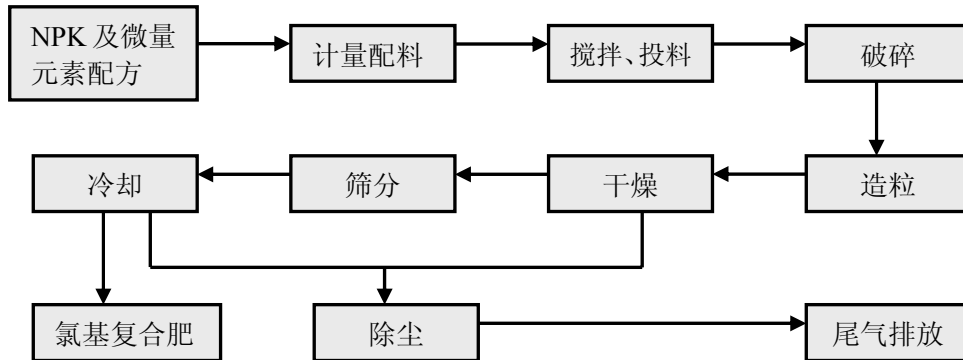 NPK 及微量
元素配方
计量配料
搅拌、投料
破碎
冷却
筛分
干燥
造粒
氯基复合肥
除尘
尾气排放